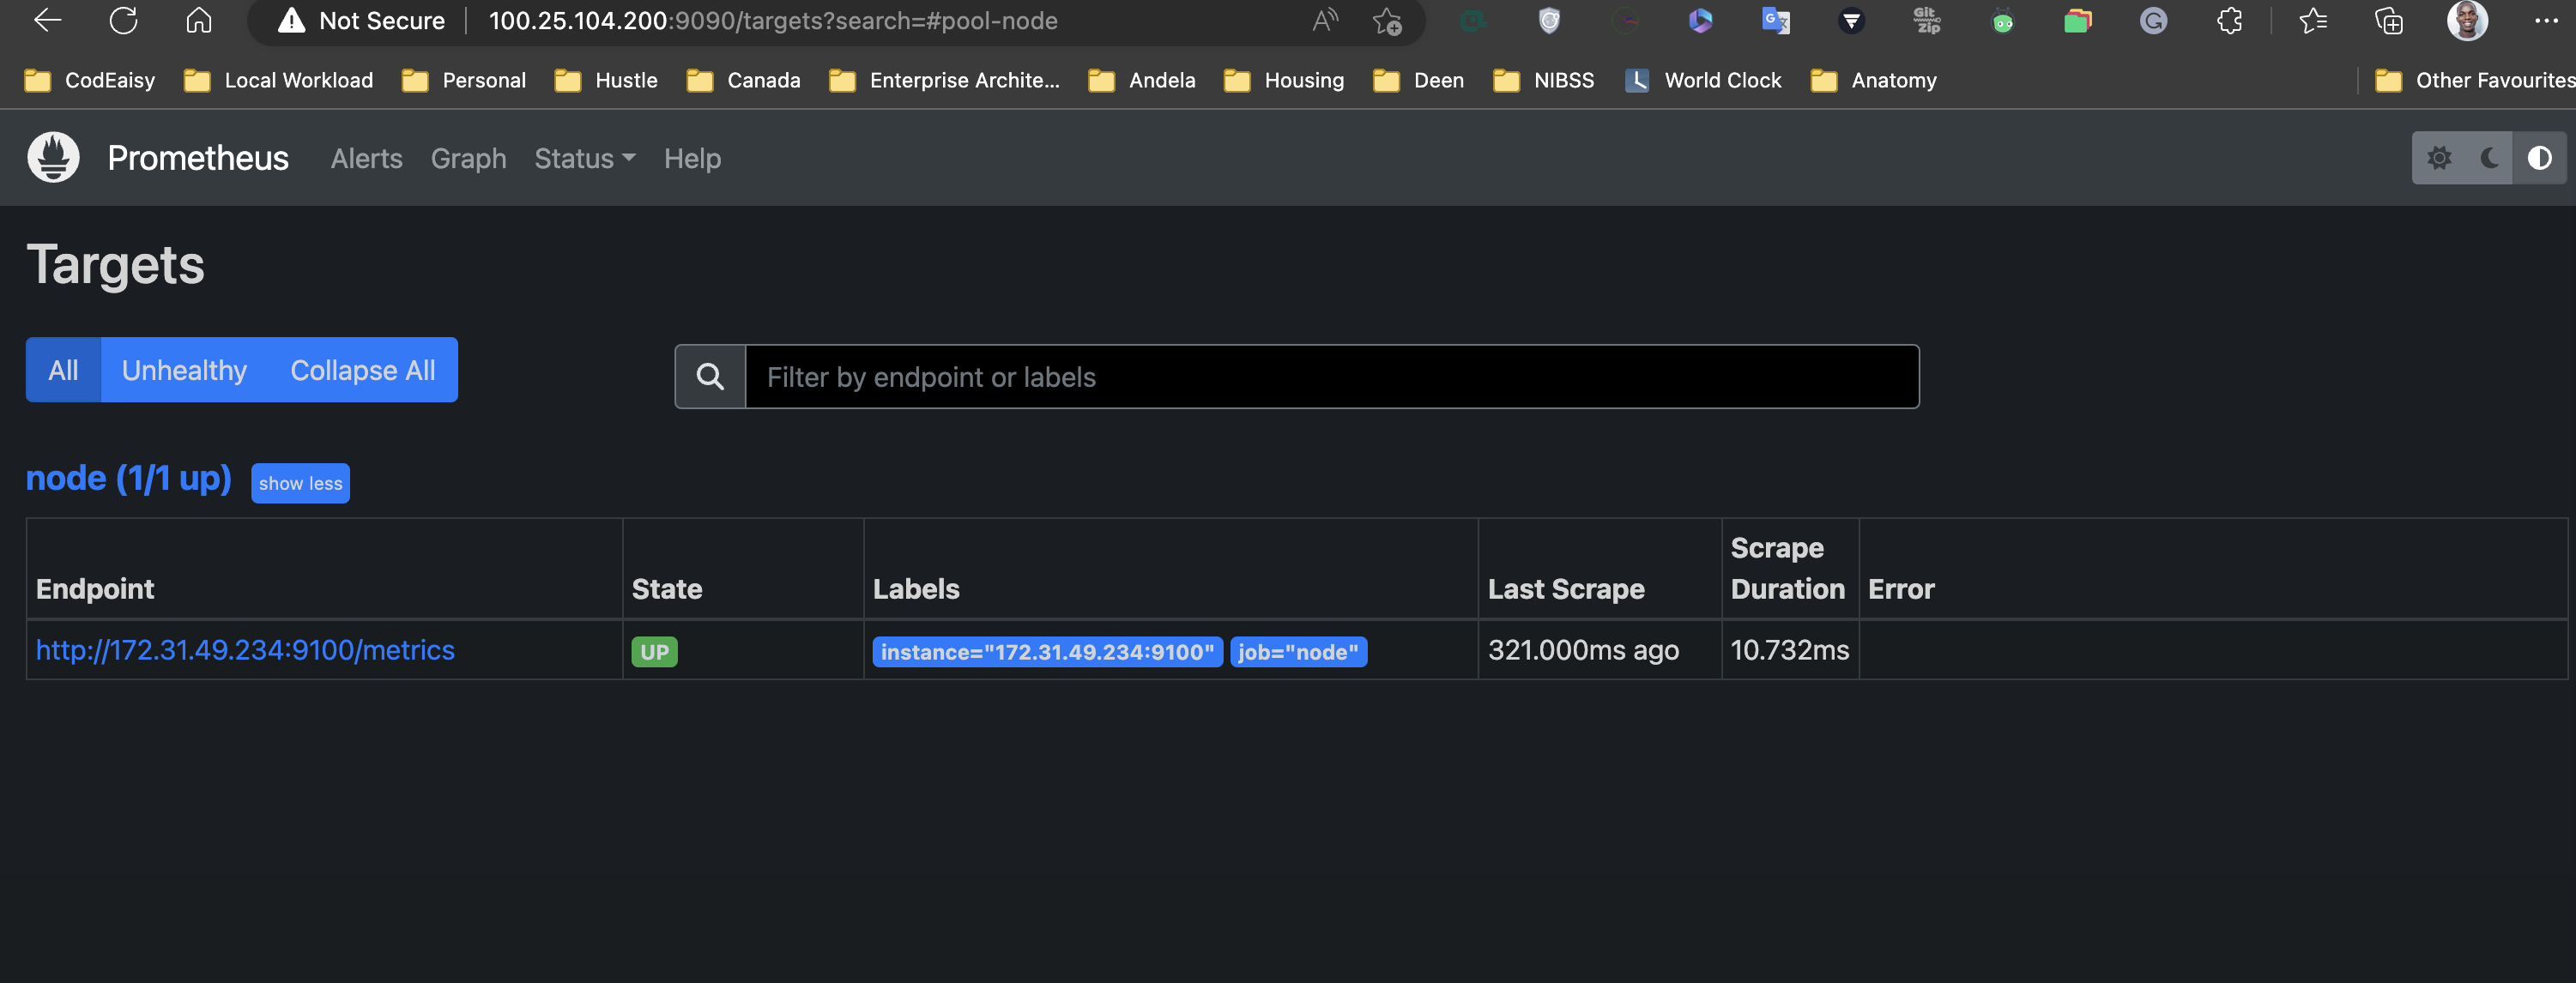 Not Secure 100.25.104.200:9090/targets?search=#pool-node
CodEaisy Local Workload Personal Hustle Canada Enterprise Archite... Andela Housing Deen NIBSS World Clock Anatomy Other Favourites
Prometheus Alerts Graph Status Help
Targets
All Unhealthy Collapse All Filter by endpoint or labels
node (1/1 up) show less
Endpoint State Labels Last Scrape Scrape Duration Error
http://172.31.49.234:9100/metrics UP instance="172.31.49.234:9100" job="node" 321.000ms ago 10.732ms